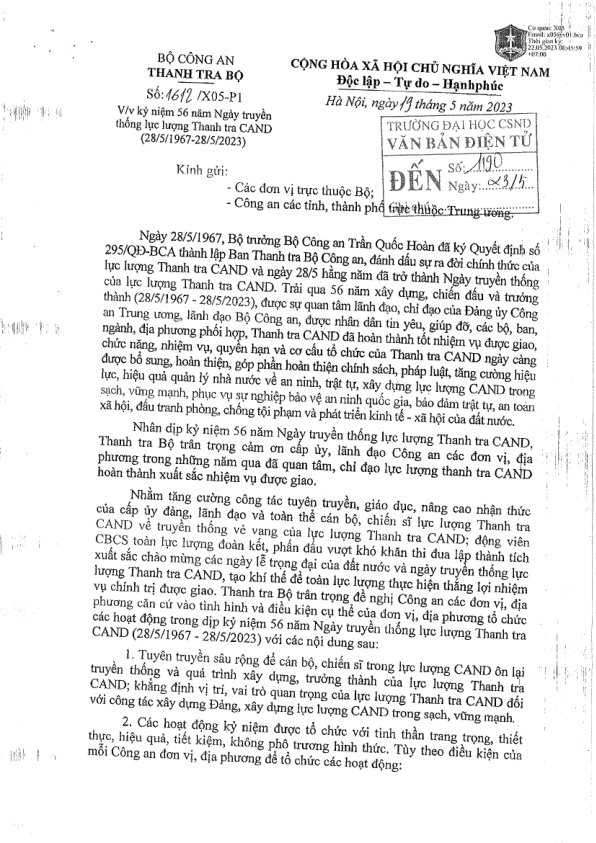 Cơ quan: X05
Email: x05@v01.bca
Thời gian ký:
22.05.2023 08:45:59
+07:00
BỘ CÔNG AN
THANH TRA BỘ
Số: 1612 /X05-P1
V/v kỷ niệm 56 năm Ngày truyền
thống lực lượng Thanh tra CAND
(28/5/1967-28/5/2023)
CỘNG HÒA XÃ HỘI CHỦ NGHĨA VIỆT NAM
Độc lập – Tự do – Hạnh phúc
Hà Nội, ngày 19 tháng 5 năm 2023
TRƯỜNG ĐẠI HỌC CSND
VĂN BẢN ĐIỆN TỬ
ĐẾN
Số: 1190
Ngày: 23/5
Kính gửi:
- Các đơn vị trực thuộc Bộ;
- Công an các tỉnh, thành phố trực thuộc Trung ương.
Ngày 28/5/1967, Bộ trưởng Bộ Công an Trần Quốc Hoàn đã ký Quyết định số
295/QĐ-BCA thành lập Ban Thanh tra Bộ Công an, đánh dấu sự ra đời chính thức của
lực lượng Thanh tra CAND và ngày 28/5 hằng năm đã trở thành Ngày truyền thống
của lực lượng Thanh tra CAND. Trải qua 56 năm xây dựng, chiến đấu và trưởng
thành (28/5/1967 - 28/5/2023), được sự quan tâm lãnh đạo, chỉ đạo của Đảng ủy Công
an Trung ương, lãnh đạo Bộ Công an, được nhân dân tin yêu, giúp đỡ, các bộ, ban,
ngành, địa phương phối hợp, Thanh tra CAND đã hoàn thành tốt nhiệm vụ được giao,
chức năng, nhiệm vụ, quyền hạn và cơ cấu tổ chức của Thanh tra CAND ngày càng
được bổ sung, hoàn thiện, góp phần hoàn thiện chính sách, pháp luật, tăng cường hiệu
lực, hiệu quả quản lý nhà nước về an ninh, trật tự, xây dựng lực lượng CAND trong
sạch, vững mạnh, phục vụ sự nghiệp bảo vệ an ninh quốc gia, bảo đảm trật tự, an toàn
xã hội, đấu tranh phòng, chống tội phạm và phát triển kinh tế - xã hội của đất nước.
Nhân dịp kỷ niệm 56 năm Ngày truyền thống lực lượng Thanh tra CAND,
Thanh tra Bộ trân trọng cảm ơn cấp ủy, lãnh đạo Công an các đơn vị, địa
phương trong những năm qua đã quan tâm, chỉ đạo lực lượng thanh tra CAND
hoàn thành xuất sắc nhiệm vụ được giao.
Nhằm tăng cường công tác tuyên truyền, giáo dục, nâng cao nhận thức
của cấp ủy đảng, lãnh đạo và toàn thể cán bộ, chiến sĩ lực lượng Thanh tra
CAND về truyền thống vẻ vang của lực lượng Thanh tra CAND; động viên
CBCS toàn lực lượng đoàn kết, phấn đấu vượt khó khăn thi đua lập thành tích
xuất sắc chào mừng các ngày lễ trọng đại của đất nước và ngày truyền thống lực
lượng Thanh tra CAND, tạo khí thế để toàn lực lượng thực hiện thắng lợi nhiệm
vụ chính trị được giao. Thanh tra Bộ trân trọng đề nghị Công an các đơn vị, địa
phương căn cứ vào tình hình và điều kiện cụ thể của đơn vị, địa phương tổ chức
các hoạt động trong dịp kỷ niệm 56 năm Ngày truyền thống lực lượng Thanh tra
CAND (28/5/1967 - 28/5/2023) với các nội dung sau:
1. Tuyên truyền sâu rộng để cán bộ, chiến sĩ trong lực lượng CAND ôn lại
truyền thống và quá trình xây dựng, trưởng thành của lực lượng Thanh tra
CAND; khẳng định vị trí, vai trò quan trọng của lực lượng Thanh tra CAND đối
với công tác xây dựng Đảng, xây dựng lực lượng CAND trong sạch, vững mạnh.
2. Các hoạt động kỷ niệm được tổ chức với tinh thần trang trọng, thiết
thực, hiệu quả, tiết kiệm, không phô trương hình thức. Tùy theo điều kiện của
mỗi Công an đơn vị, địa phương để tổ chức các hoạt động: